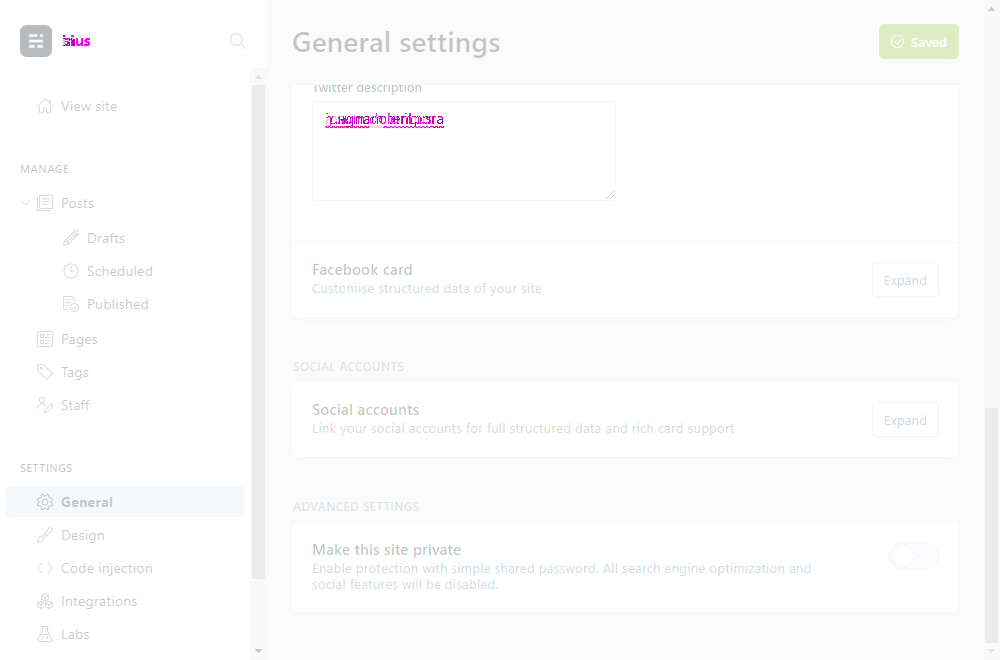 General settings
Saved
View site
Twitter description
MANAGE
Posts
Drafts
Scheduled
Published
Pages
Tags
Staff
Facebook card
Customise structured data of your site
Expand
SOCIAL ACCOUNTS
Social accounts
Link your social accounts for full structured data and rich card support
Expand
SETTINGS
General
Design
Code injection
Integrations
Labs
ADVANCED SETTINGS
Make this site private
Enable protection with simple shared password. All search engine optimization and
social features will be disabled.